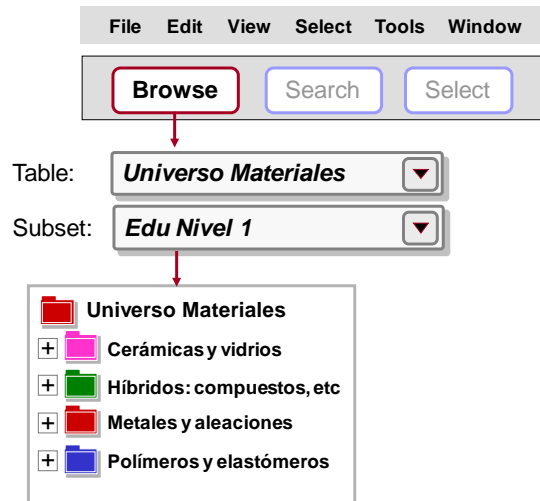 File Edit View Select Tools Window
Browse Search Select
Table: Universo Materiales
Subset: Edu Nivel 1
Universo Materiales
Cerámicas y vidrios
Híbridos: compuestos, etc
Metales y aleaciones
Polímeros y elastómeros